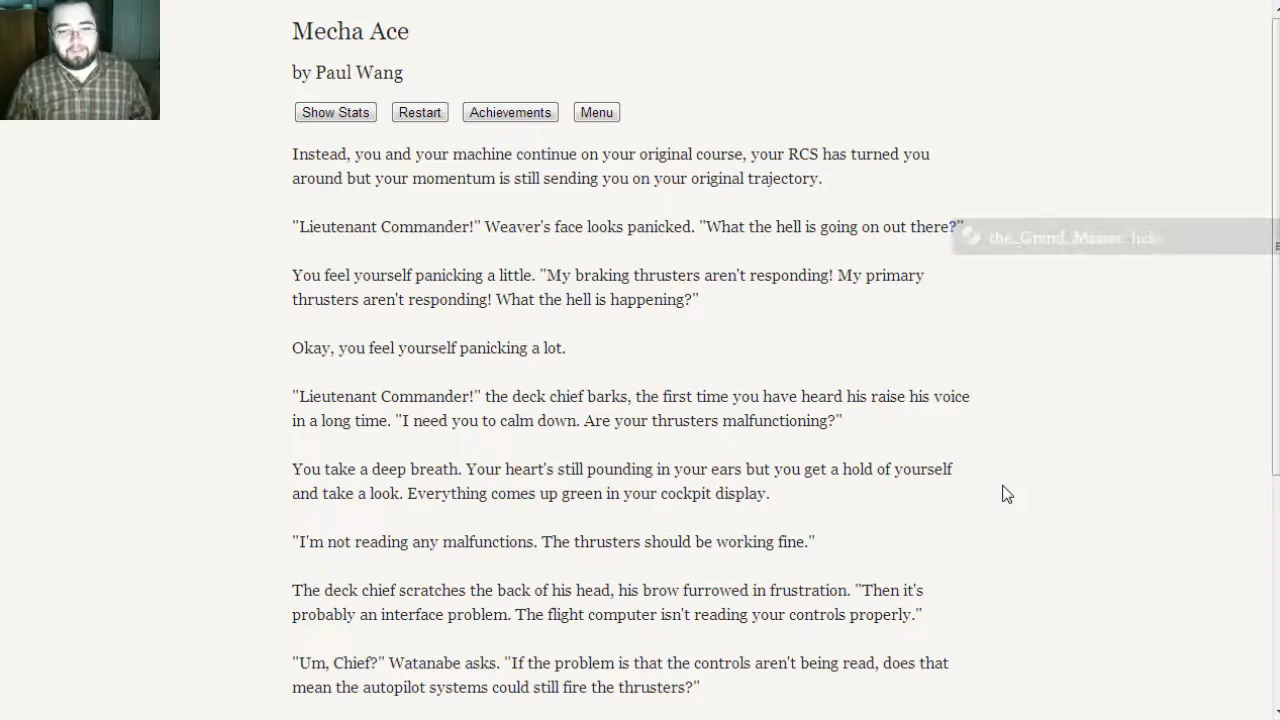 Mecha Ace
by Paul Wang
Show Stats Restart Achievements Menu
Instead, you and your machine continue on your original course, your RCS has turned you
around but your momentum is still sending you on your original trajectory.
"Lieutenant Commander!" Weaver's face looks panicked. "What the hell is going on out there?"
You feel yourself panicking a little. "My braking thrusters aren't responding! My primary
thrusters aren't responding! What the hell is happening?"
Okay, you feel yourself panicking a lot.
"Lieutenant Commander!" the deck chief barks, the first time you have heard his raise his voice
in a long time. "I need you to calm down. Are your thrusters malfunctioning?"
You take a deep breath. Your heart's still pounding in your ears but you get a hold of yourself
and take a look. Everything comes up green in your cockpit display.
"I'm not reading any malfunctions. The thrusters should be working fine."
The deck chief scratches the back of his head, his brow furrowed in frustration. "Then it's
probably an interface problem. The flight computer isn't reading your controls properly."
"Um, Chief?" Watanabe asks. "If the problem is that the controls aren't being read, does that
mean the autopilot systems could still fire the thrusters?"